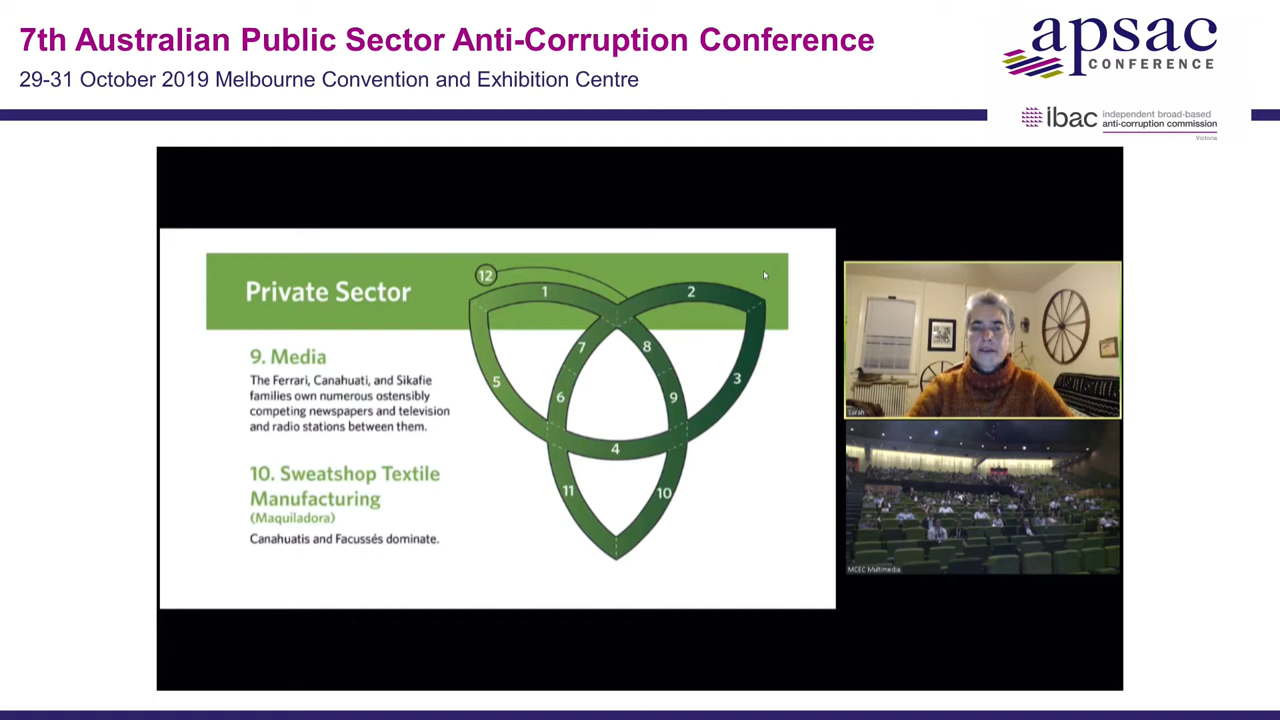 7th Australian Public Sector Anti-Corruption Conference
29-31 October 2019 Melbourne Convention and Exhibition Centre
apsac
CONFERENCE
ibac
independent broad-based
anti-corruption commission
Victoria
Private Sector
9. Media
The Ferrari, Canahuati, and Sikafie
families own numerous ostensibly
competing newspapers and television
and radio stations between them.
10. Sweatshop Textile
Manufacturing
(Maquiladora)
Canahuatis and Facussés dominate.
12
1
2
7
8
5
3
6
9
4
11
10
Sarah
MCEC Multimedia